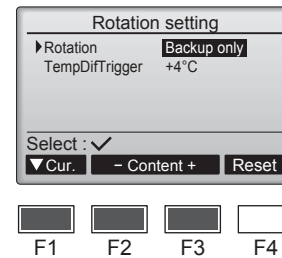 Rotation setting
Rotation Backup only
TempDifTrigger +4°C
Select :
▼Cur. − Content + Reset
F1 F2 F3 F4